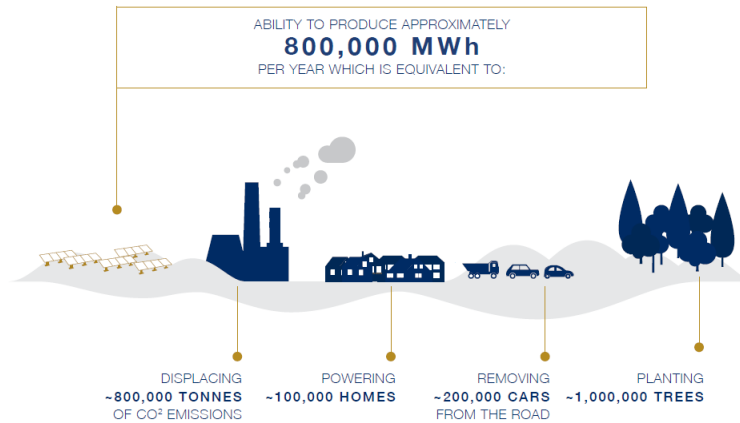 ABILITY TO PRODUCE APPROXIMATELY
800,000 MWh
PER YEAR WHICH IS EQUIVALENT TO:
DISPLACING
~800,000 TONNES
OF CO² EMISSIONS
POWERING
~100,000 HOMES
REMOVING
~200,000 CARS
FROM THE ROAD
PLANTING
~1,000,000 TREES